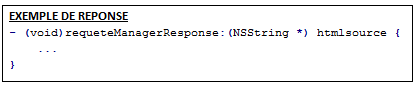 EXEMPLE DE REPONSE
- (void)requeteManagerResponse:(NSString *) htmlsource {
...
}